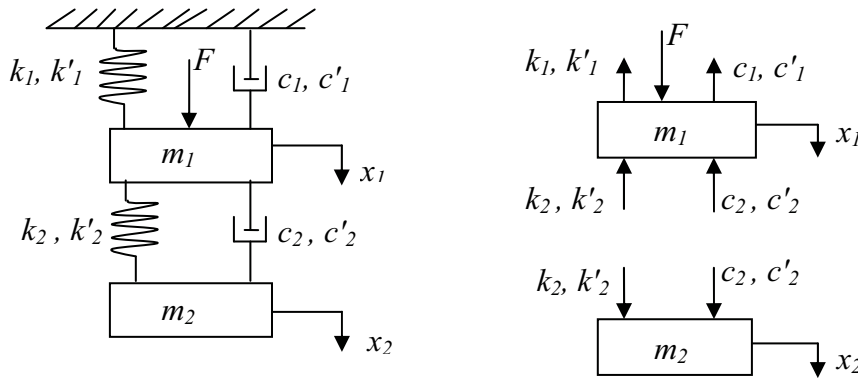 k1, k'1
F
c1, c'1
m1
x1
k2 , k'2
c2, c'2
m2
x2
F
k1, k'1
c1, c'1
m1
x1
k2, k'2
c2 , c'2
k2, k'2
c2, c'2
m2
x2